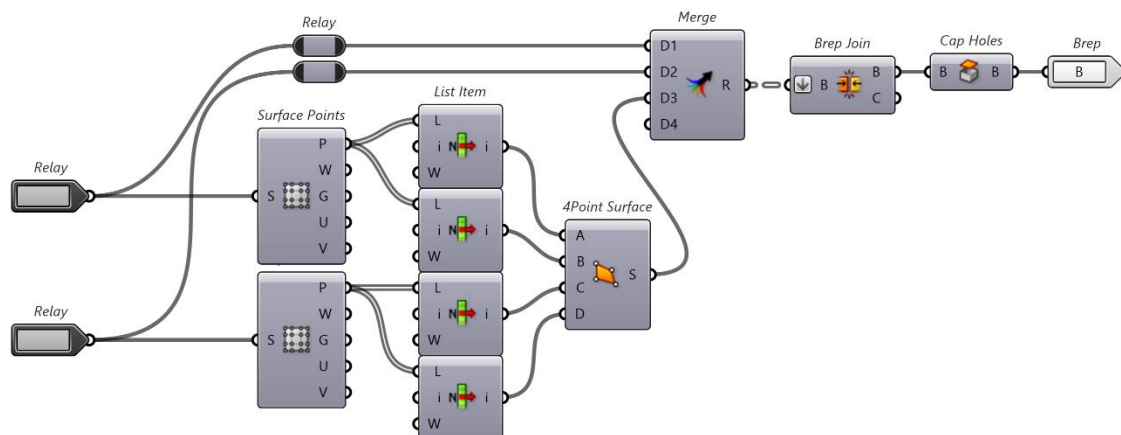 Merge
Relay
Brep Join
Cap Holes
Brep
D1
D2
D3
D4
R
B
B
C
B
B
B
Surface Points
List Item
Relay
S
P
W
G
U
V
L
i
N
i
W
L
i
N
i
W
4Point Surface
A
B
C
D
S
Relay
S
P
W
G
U
V
L
i
N
i
W
L
i
N
i
W